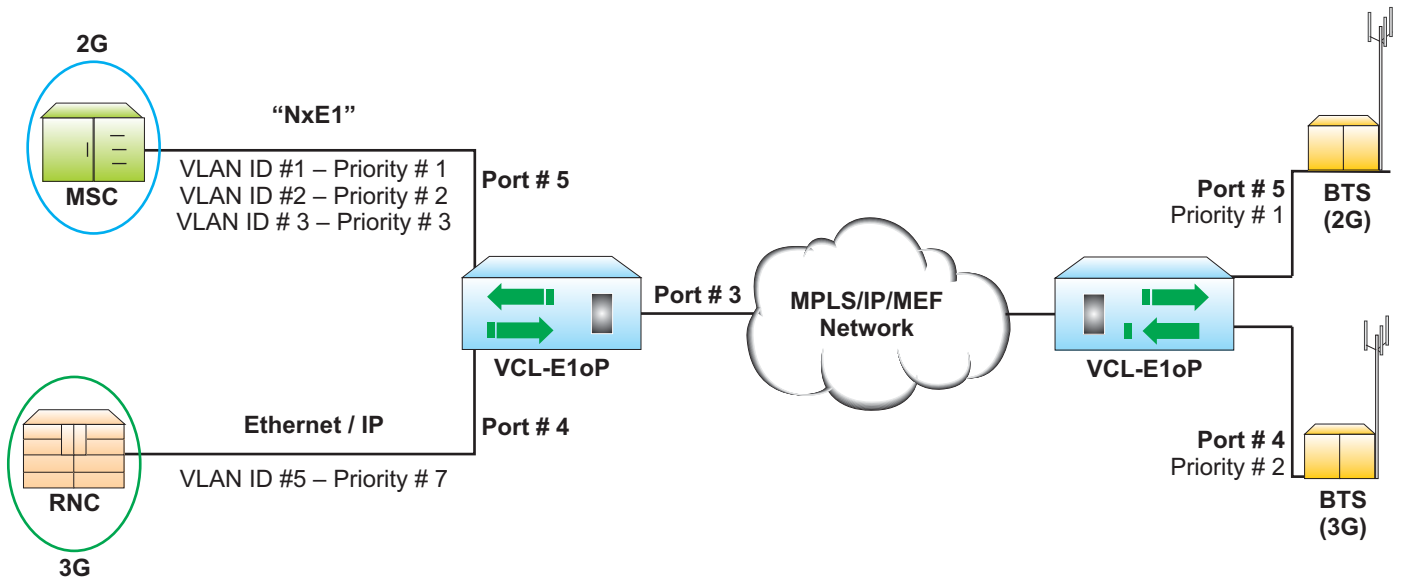 2G
MSC
“NxE1”
VLAN ID #1 – Priority # 1
VLAN ID #2 – Priority # 2
VLAN ID # 3 – Priority # 3
Port # 5
VCL-E1oP
Port # 3
Ethernet / IP
Port # 4
VLAN ID #5 – Priority # 7
RNC
3G
MPLS/IP/MEF
Network
VCL-E1oP
Port # 5
Priority # 1
BTS
(2G)
Port # 4
Priority # 2
BTS
(3G)